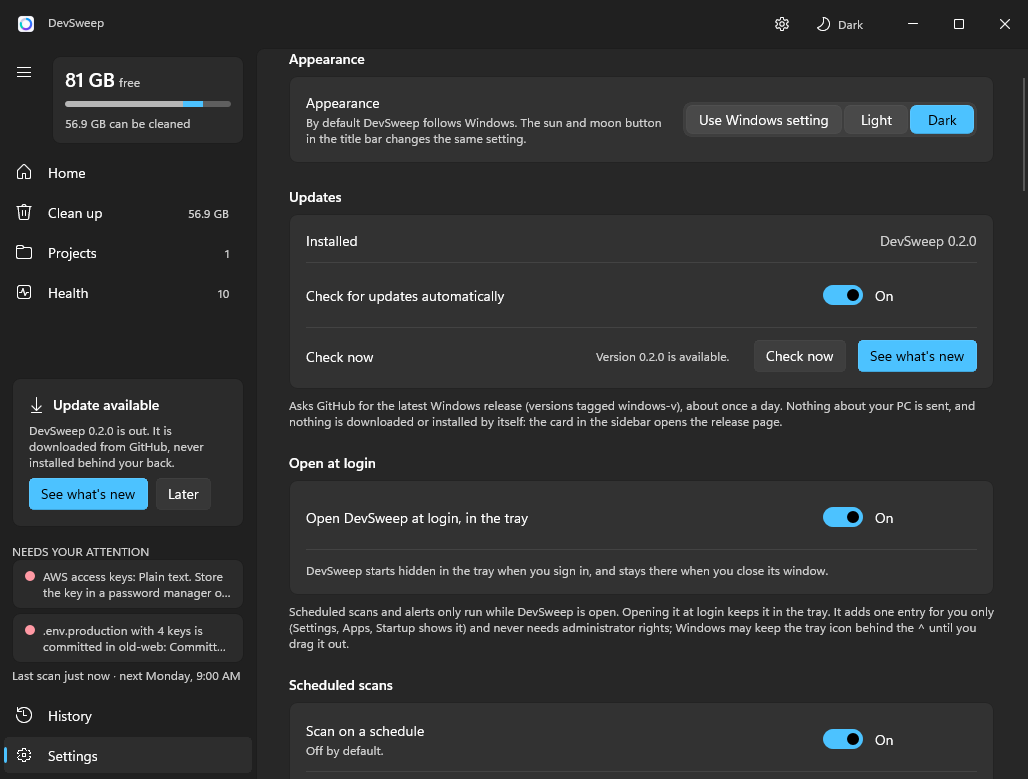 DevSweep
Dark
81 GB free
56.9 GB can be cleaned
Home
Clean up 56.9 GB
Projects 1
Health 10
Update available
DevSweep 0.2.0 is out. It is
downloaded from GitHub, never
installed behind your back.
See what's new Later
NEEDS YOUR ATTENTION
AWS access keys: Plain text. Store
the key in a password manager o...
.env.production with 4 keys is
committed in old-web: Committ...
Last scan just now · next Monday, 9:00 AM
History
Settings
Appearance
Appearance
By default DevSweep follows Windows. The sun and moon button
in the title bar changes the same setting.
Use Windows setting Light Dark
Updates
Installed DevSweep 0.2.0
Check for updates automatically On
Check now Version 0.2.0 is available. Check now See what's new
Asks GitHub for the latest Windows release (versions tagged windows-v), about once a day. Nothing about your PC is sent, and
nothing is downloaded or installed by itself: the card in the sidebar opens the release page.
Open at login
Open DevSweep at login, in the tray On
DevSweep starts hidden in the tray when you sign in, and stays there when you close its window.
Scheduled scans and alerts only run while DevSweep is open. Opening it at login keeps it in the tray. It adds one entry for you only
(Settings, Apps, Startup shows it) and never needs administrator rights; Windows may keep the tray icon behind the ^ until you
drag it out.
Scheduled scans
Scan on a schedule On
Off by default.